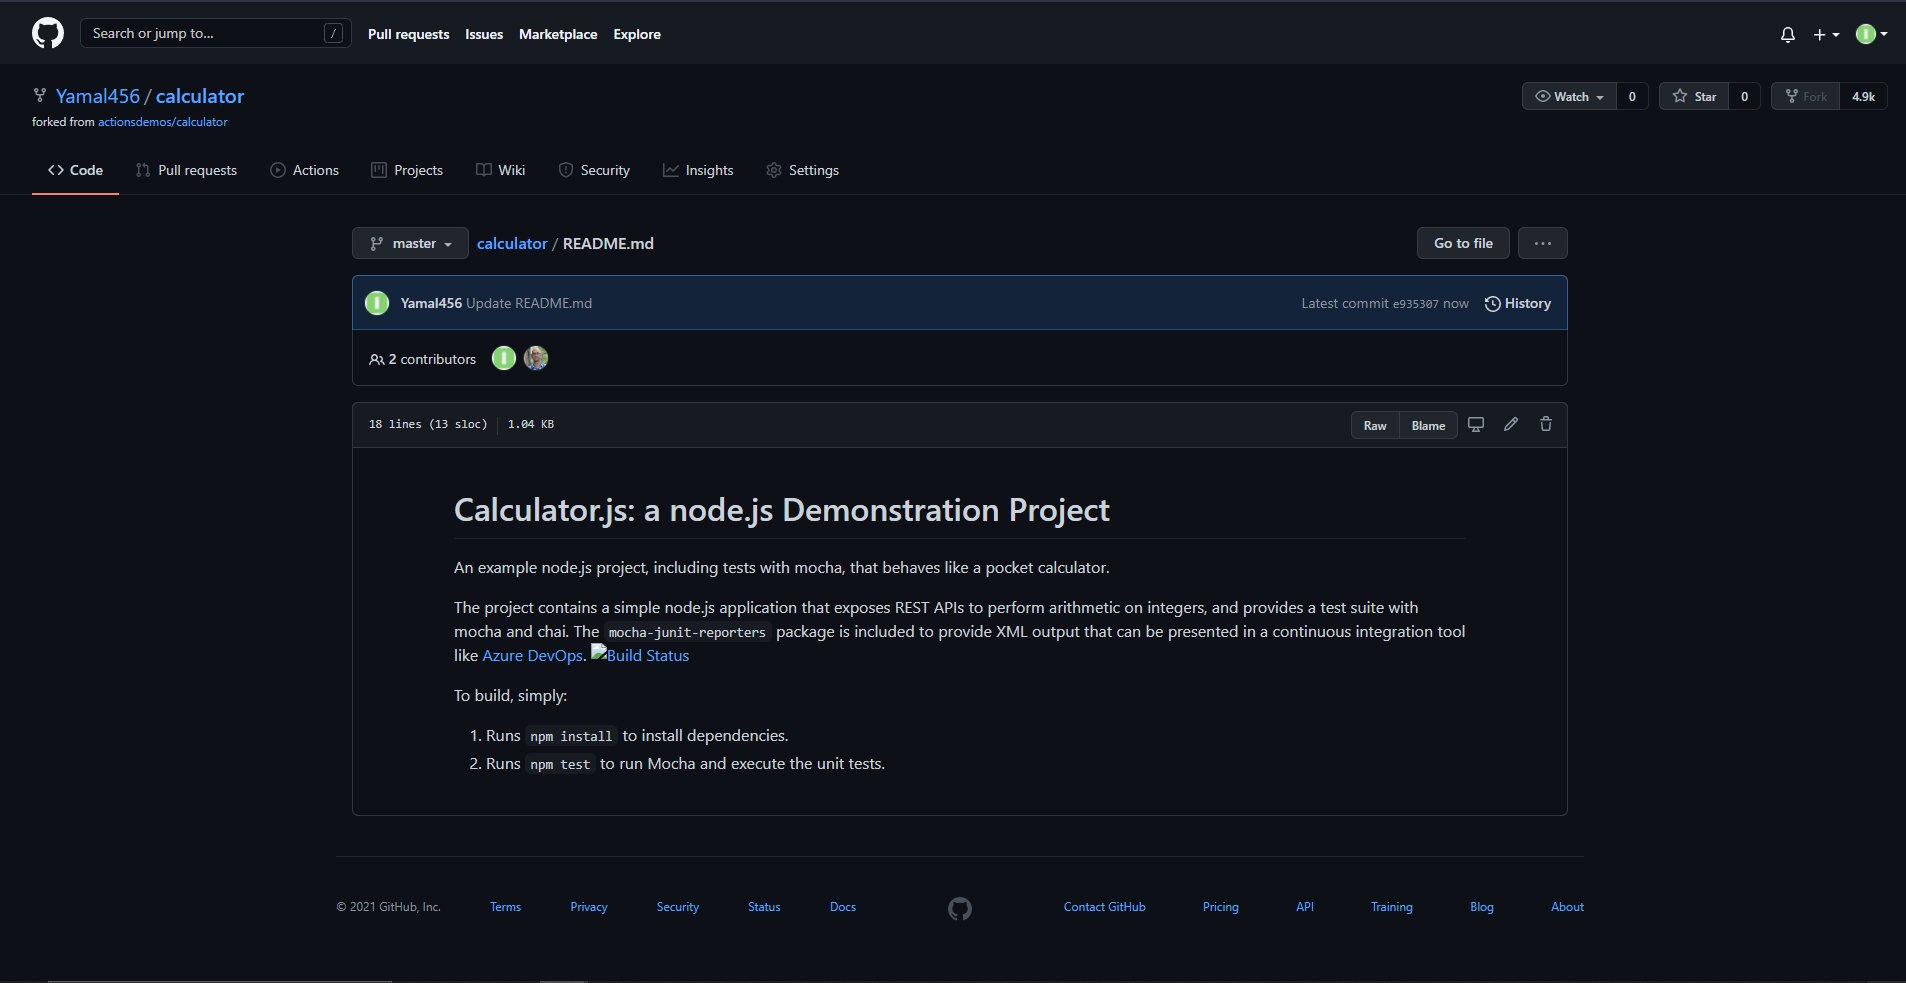 Search or jump to... /
Pull requests Issues Marketplace Explore
Yamal456 / calculator
forked from actionsdemos/calculator
Watch 0 Star 0 Fork 4.9k
Code Pull requests Actions Projects Wiki Security Insights Settings
master calculator / README.md Go to file ...
Yamal456 Update README.md Latest commit e935307 now History
2 contributors
18 lines (13 sloc) 1.04 KB Raw Blame
Calculator.js: a node.js Demonstration Project
An example node.js project, including tests with mocha, that behaves like a pocket calculator.
The project contains a simple node.js application that exposes REST APIs to perform arithmetic on integers, and provides a test suite with
mocha and chai. The mocha-junit-reporters package is included to provide XML output that can be presented in a continuous integration tool
like Azure DevOps. Build Status
To build, simply:
1. Runs npm install to install dependencies.
2. Runs npm test to run Mocha and execute the unit tests.
© 2021 GitHub, Inc. Terms Privacy Security Status Docs Contact GitHub Pricing API Training Blog About